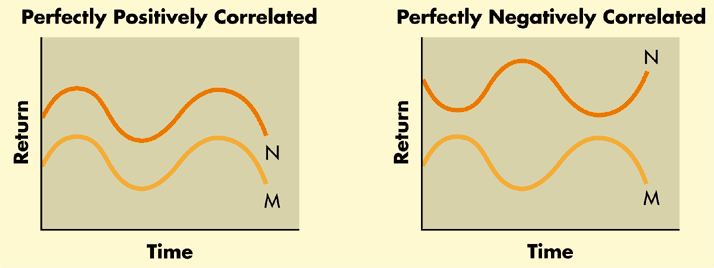 Perfectly Positively Correlated
Return
N
M
Time
Perfectly Negatively Correlated
N
Return
M
Time